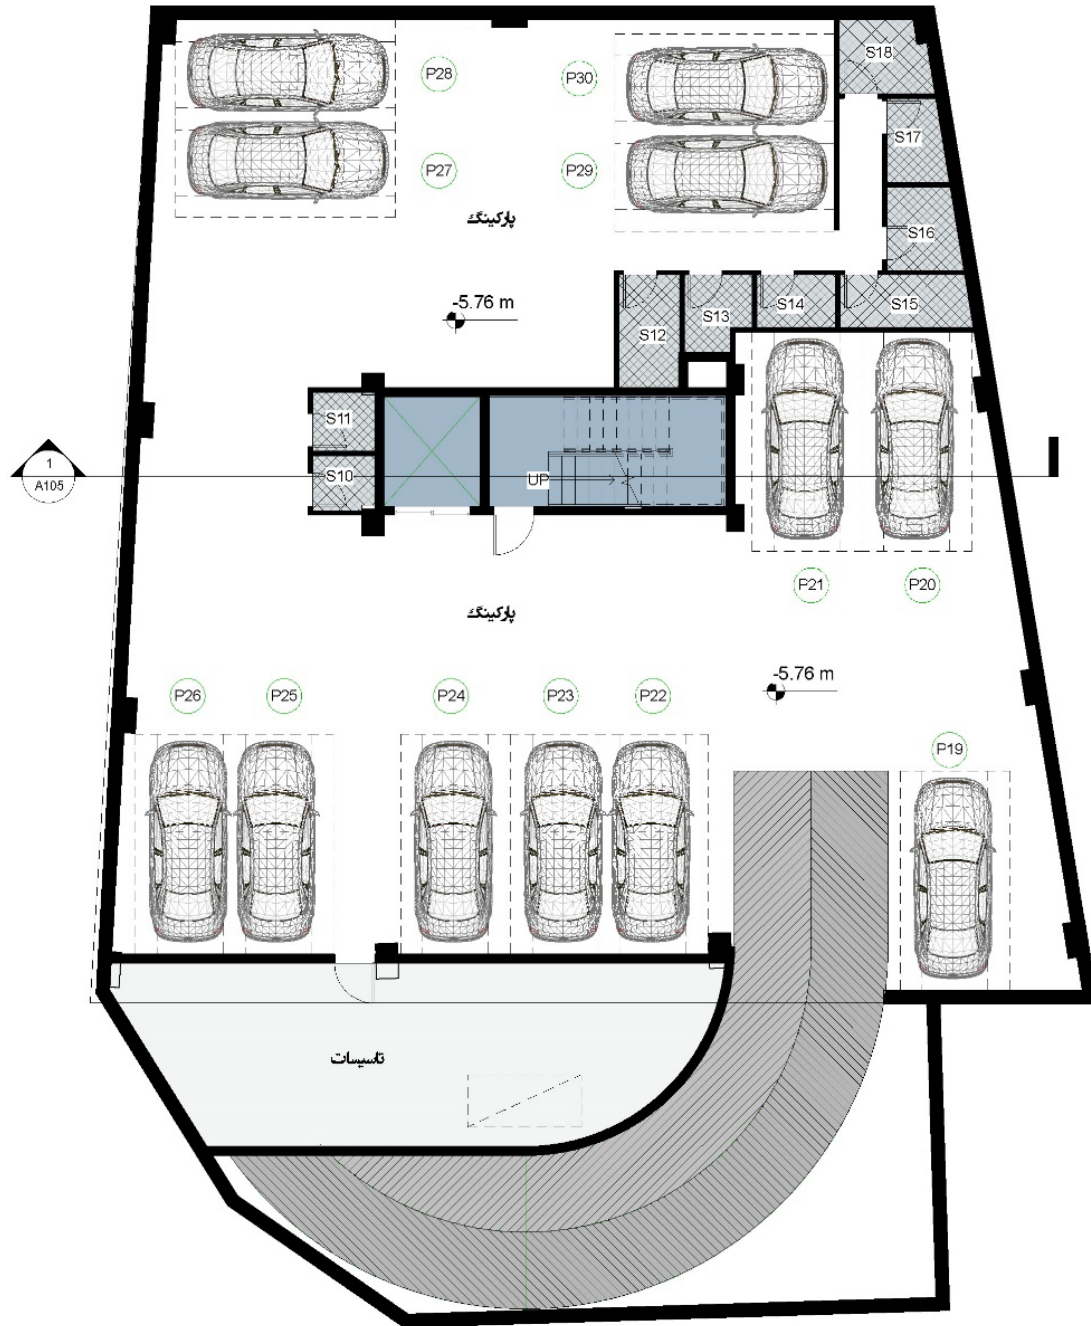 S18
P28
P30
S17
P27
P29
پارکینگ
S16
-5.76 m
S12
S13
S14
S15
S11
1
A105
S10
UP
P21
P20
پارکینگ
-5.76 m
P26
P25
P24
P23
P22
P19
تاسیسات